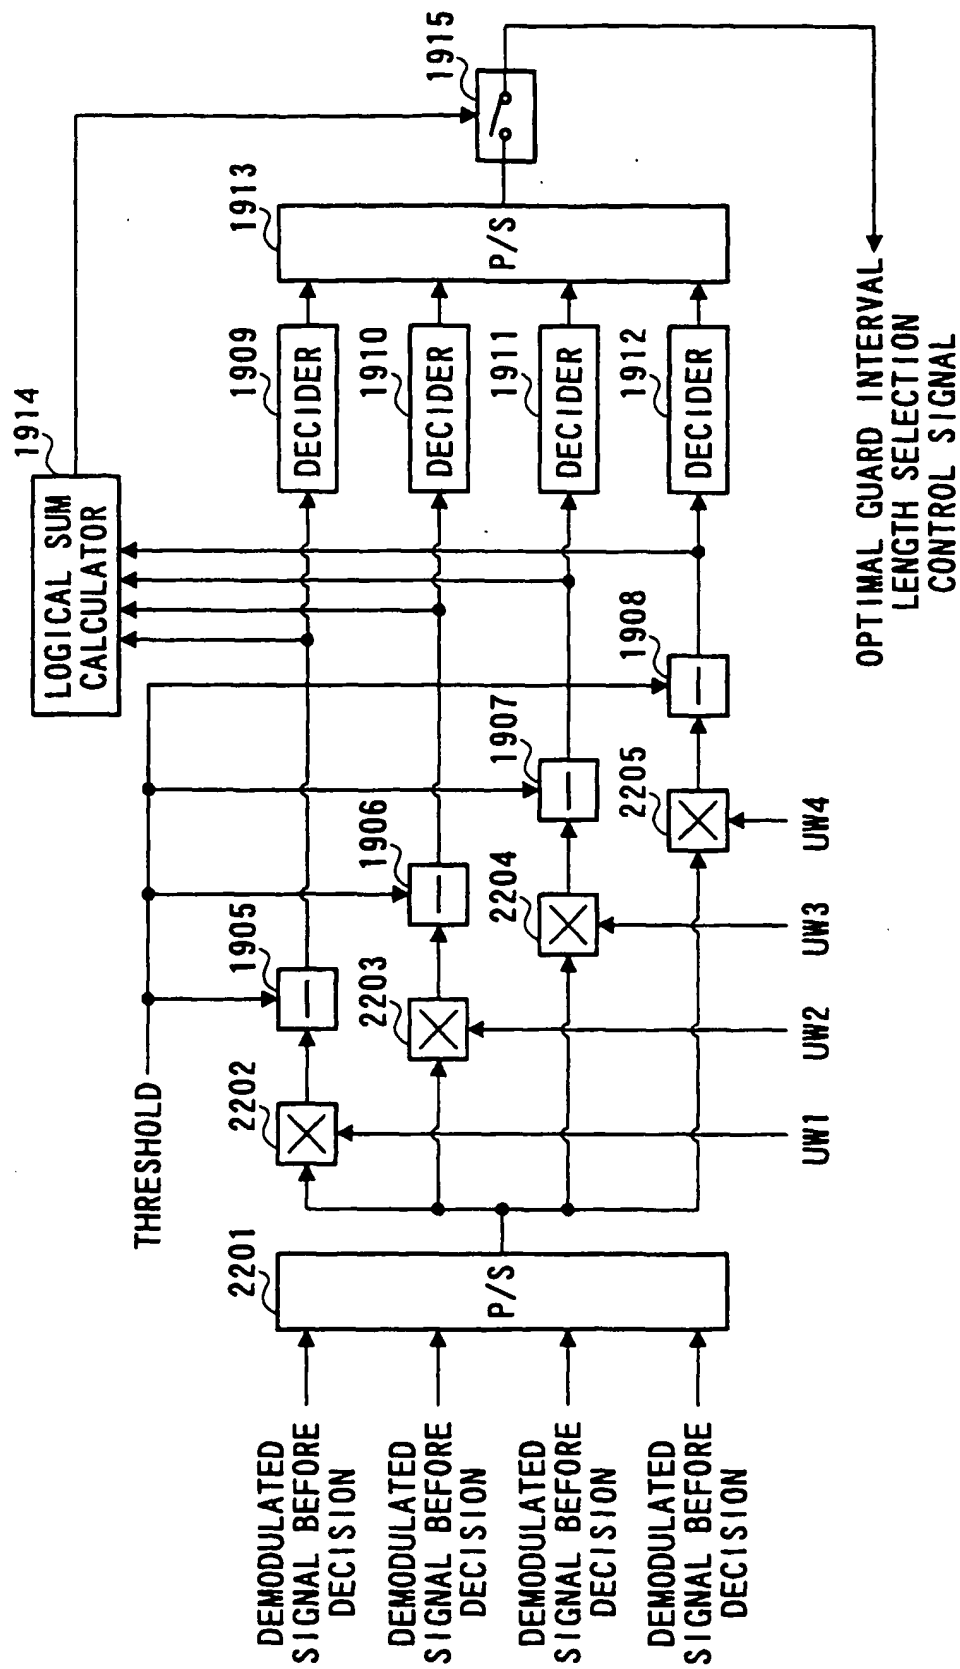 DEMODULATED
SIGNAL BEFORE
DECISION
DEMODULATED
SIGNAL BEFORE
DECISION
DEMODULATED
SIGNAL BEFORE
DECISION
DEMODULATED
SIGNAL BEFORE
DECISION
2201
P/S
THRESHOLD
2202
2203
2204
2205
UW1
UW2
UW3
UW4
1905
1906
1907
1908
1914
LOGICAL SUM
CALCULATOR
1909
DECIDER
1910
DECIDER
1911
DECIDER
1912
DECIDER
1913
P/S
1915
OPTIMAL GUARD INTERVAL
LENGTH SELECTION
CONTROL SIGNAL